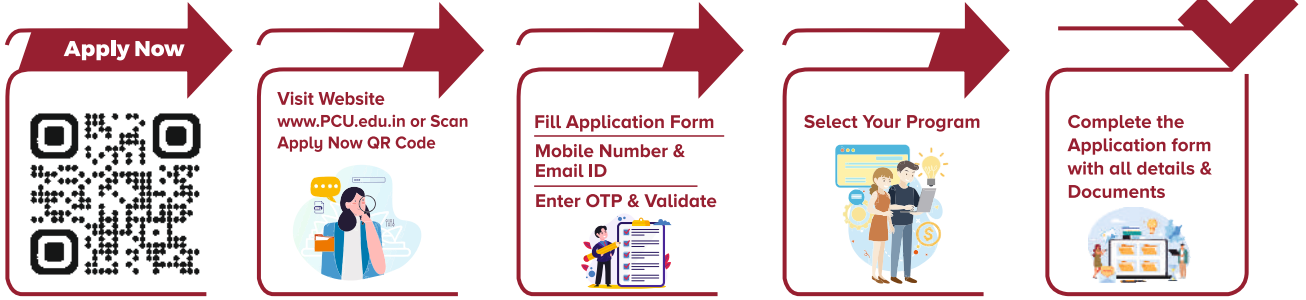 Apply Now
Visit Website
www.PCU.edu.in or Scan
Apply Now QR Code
Fill Application Form
Mobile Number &
Email ID
Enter OTP & Validate
Select Your Program
Complete the
Application form
with all details &
Documents